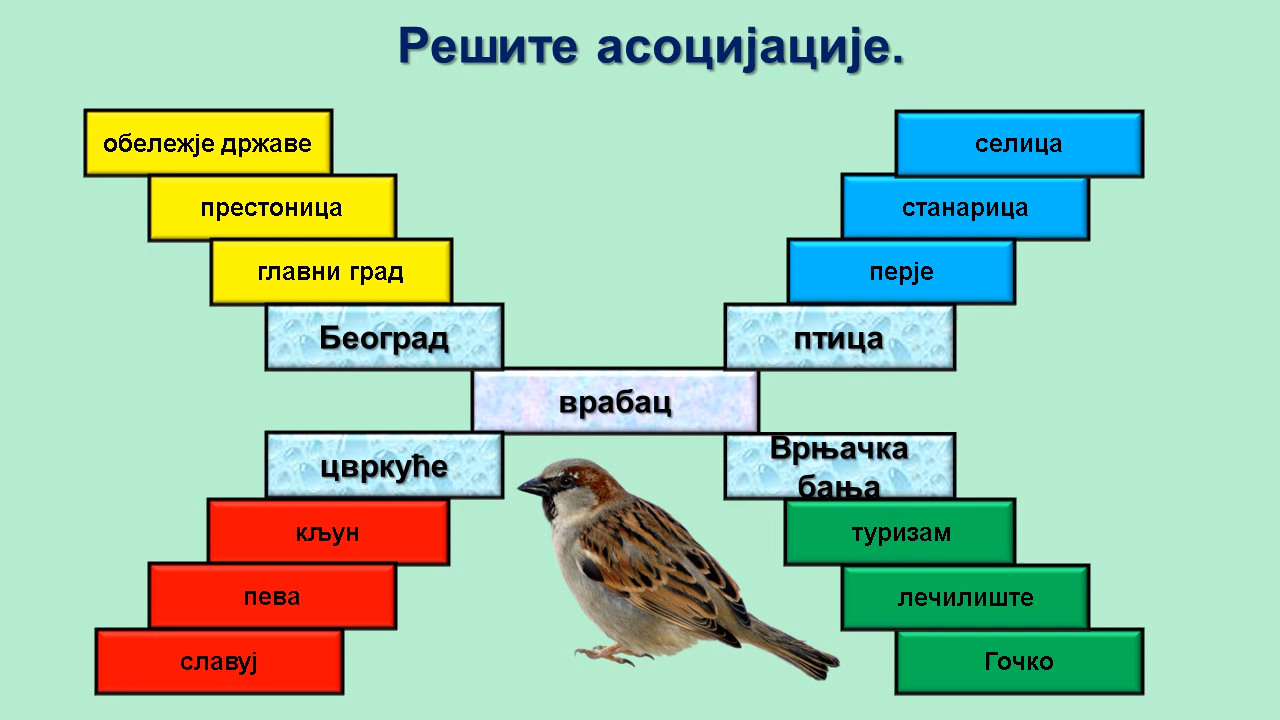 Решите асоцијације.
обележје државе
престоница
главни град
Београд
селица
станарица
перје
птица
врабац
цвркуће
кљун
пева
славуј
Врњачка
бања
туризам
лечилиште
Гочко